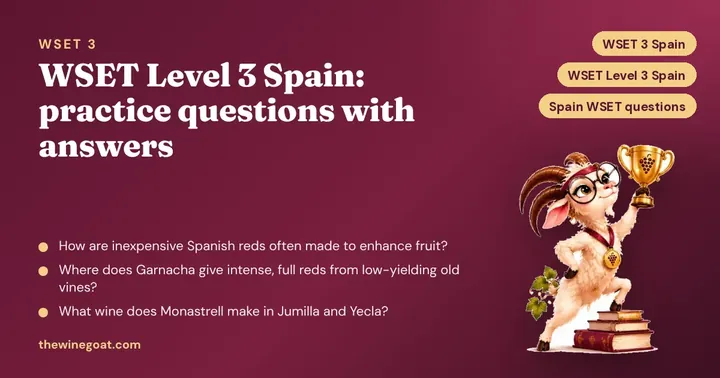 WSET 3
WSET Level 3 Spain:
practice questions with
answers
WSET 3 Spain
WSET Level 3 Spain
Spain WSET questions
How are inexpensive Spanish reds often made to enhance fruit?
Where does Garnacha give intense, full reds from low-yielding old
vines?
What wine does Monastrell make in Jumilla and Yecla?
thewinegoat.com